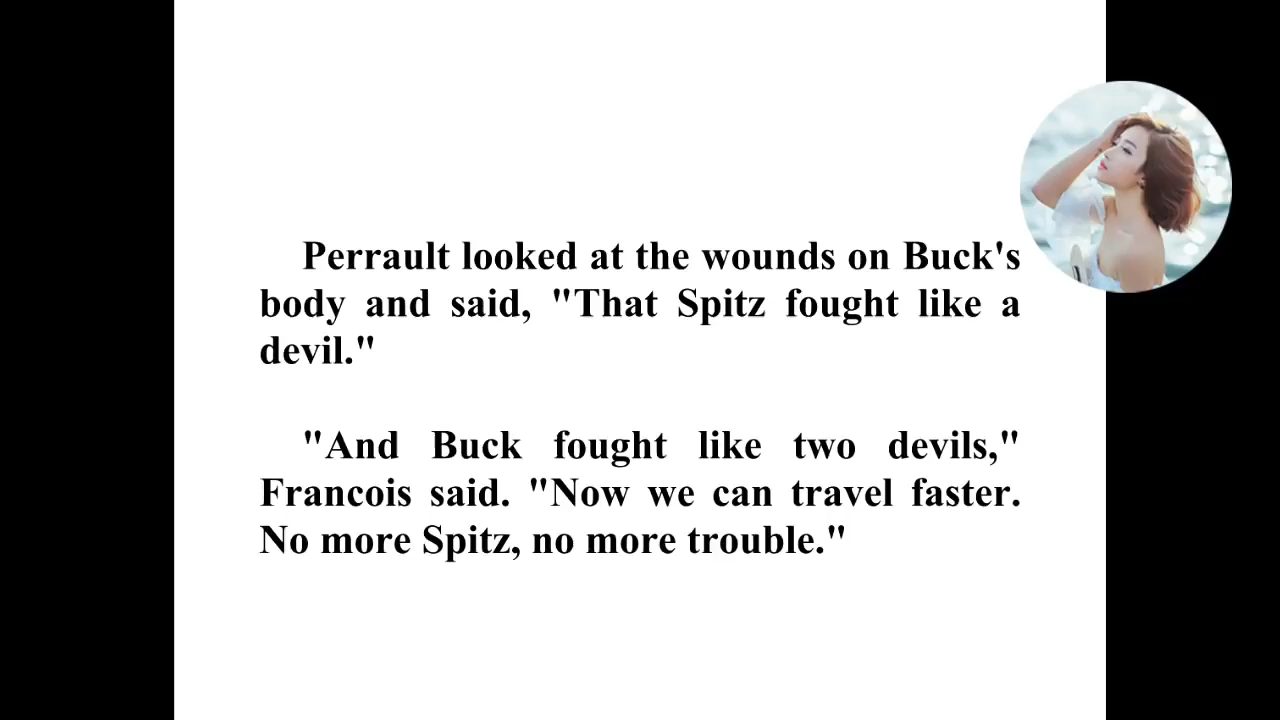 Perrault looked at the wounds on Buck's
body and said, "That Spitz fought like a
devil."
"And Buck fought like two devils,"
Francois said. "Now we can travel faster.
No more Spitz, no more trouble."